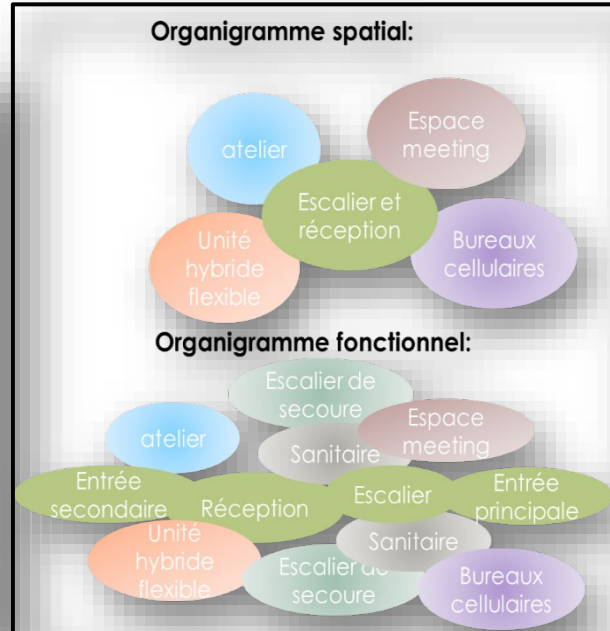 Organigramme spatial:
atelier
Espace
meeting
Escalier et
réception
Unité
hybride
flexible
Bureaux
cellulaires
Organigramme fonctionnel:
Escalier de
secoure
atelier
Espace
meeting
Sanitaire
Entrée
secondaire
Réception
Escalier
Entrée
principale
Unité
hybride
flexible
Sanitaire
Escalier de
secoure
Bureaux
cellulaires